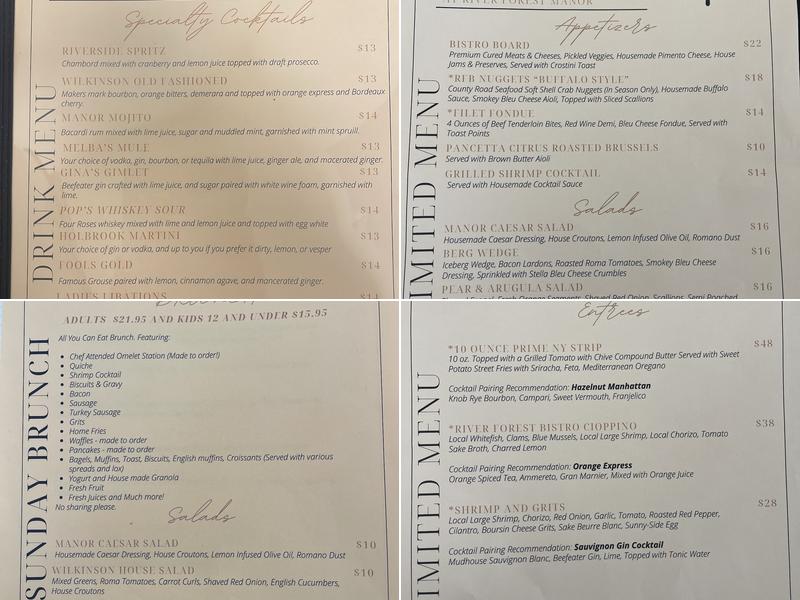 Specialty Cocktails
DRINK MENU
RIVERSIDE SPRITZ $13
Chambord mixed with cranberry and lemon juice topped with draft prosecco.
WILKINSON OLD FASHIONED $13
Makers mark bourbon, orange bitters, demerara and topped with orange express and Bordeaux
cherry.
MANOR MOJITO $14
Bacardi rum mixed with lime juice, sugar and muddled mint, garnished with mint spruill.
MELBA'S MULE $13
Your choice of vodka, gin, bourbon, or tequila with lime juice, ginger ale, and macerated ginger.
GINA'S GIMLET $13
Beefeater gin crafted with lime juice, and sugar paired with white wine foam, garnished with
lime.
POP'S WHISKEY SOUR $14
Four Roses whiskey mixed with lime and lemon juice and topped with egg white
HOLBROOK MARTINI $13
Your choice of gin or vodka, and up to you if you prefer it dirty, lemon, or vesper
FOOLS GOLD $14
Famous Grouse paired with lemon, cinnamon agave, and mancerated ginger.
LADIES LIBATIONS $14
AT RIVER FOREST MANOR
Appetizers
IMITED MENU
BISTRO BOARD $22
Premium Cured Meats & Cheeses, Pickled Veggies, Housemade Pimento Cheese, House
Jams & Preserves, Served with Crostini Toast
*RFB NUGGETS "BUFFALO STYLE" $18
County Road Seafood Soft Shell Crab Nuggets (In Season Only), Housemade Buffalo
Sauce, Smokey Bleu Cheese Aioli, Topped with Sliced Scallions
*FILET FONDUE $14
4 Ounces of Beef Tenderloin Bites, Red Wine Demi, Bleu Cheese Fondue, Served with
Toast Points
PANCETTA CITRUS ROASTED BRUSSELS $10
Served with Brown Butter Aioli
GRILLED SHRIMP COCKTAIL $14
Served with Housemade Cocktail Sauce
Salads
MANOR CAESAR SALAD $16
Housemade Caesar Dressing, House Croutons, Lemon Infused Olive Oil, Romano Dust
BERG WEDGE $16
Iceberg Wedge, Bacon Lardons, Roasted Roma Tomatoes, Smokey Bleu Cheese
Dressing, Sprinkled with Stella Bleu Cheese Crumbles
PEAR & ARUGULA SALAD $16
Shaved Red Onion, Scallions, Semi Poached
Brunch
SUNDAY BRUNCH
ADULTS $21.95 AND KIDS 12 AND UNDER $15.95
All You Can Eat Brunch. Featuring:
• Chef Attended Omelet Station (Made to order!)
• Quiche
• Shrimp Cocktail
• Biscuits & Gravy
• Bacon
• Sausage
• Turkey Sausage
• Grits
• Home Fries
• Waffles - made to order
• Pancakes - made to order
• Bagels, Muffins, Toast, Biscuits, English muffins, Croissants (Served with various
spreads and lox)
• Yogurt and House made Granola
• Fresh Fruit
• Fresh Juices and Much more!
No sharing please.
Salads
MANOR CAESAR SALAD $10
Housemade Caesar Dressing, House Croutons, Lemon Infused Olive Oil, Romano Dust
WILKINSON HOUSE SALAD $10
Mixed Greens, Roma Tomatoes, Carrot Curls, Shaved Red Onion, English Cucumbers,
House Croutons
Entrees
IMITED MENU
*10 OUNCE PRIME NY STRIP $48
10 oz. Topped with a Grilled Tomato with Chive Compound Butter Served with Sweet
Potato Street Fries with Sriracha, Feta, Mediterranean Oregano
Cocktail Pairing Recommendation: Hazelnut Manhattan
Knob Rye Bourbon, Campari, Sweet Vermouth, Franjelico
*RIVER FOREST BISTRO CIOPPINO $38
Local Whitefish, Clams, Blue Mussels, Local Large Shrimp, Local Chorizo, Tomato
Sake Broth, Charred Lemon
Cocktail Pairing Recommendation: Orange Express
Orange Spiced Tea, Ammereto, Gran Marnier, Mixed with Orange Juice
*SHRIMP AND GRITS $28
Local Large Shrimp, Chorizo, Red Onion, Garlic, Tomato, Roasted Red Pepper,
Cilantro, Boursin Cheese Grits, Sake Beurre Blanc, Sunny-Side Egg
Cocktail Pairing Recommendation: Sauvignon Gin Cocktail
Mudhouse Sauvignon Blanc, Beefeater Gin, Lime, Topped with Tonic Water